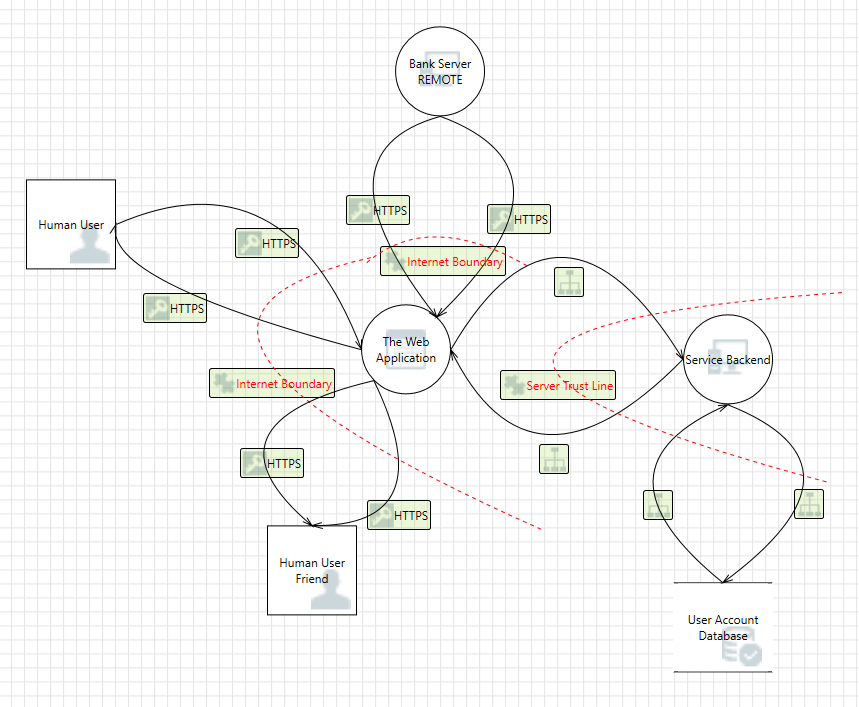 Bank Server
REMOTE
HTTPS
HTTPS
Human User
HTTPS
Internet Boundary
HTTPS
The Web
Application
Service Backend
Internet Boundary
Server Trust Line
HTTPS
HTTPS
Human User
Friend
User Account
Database